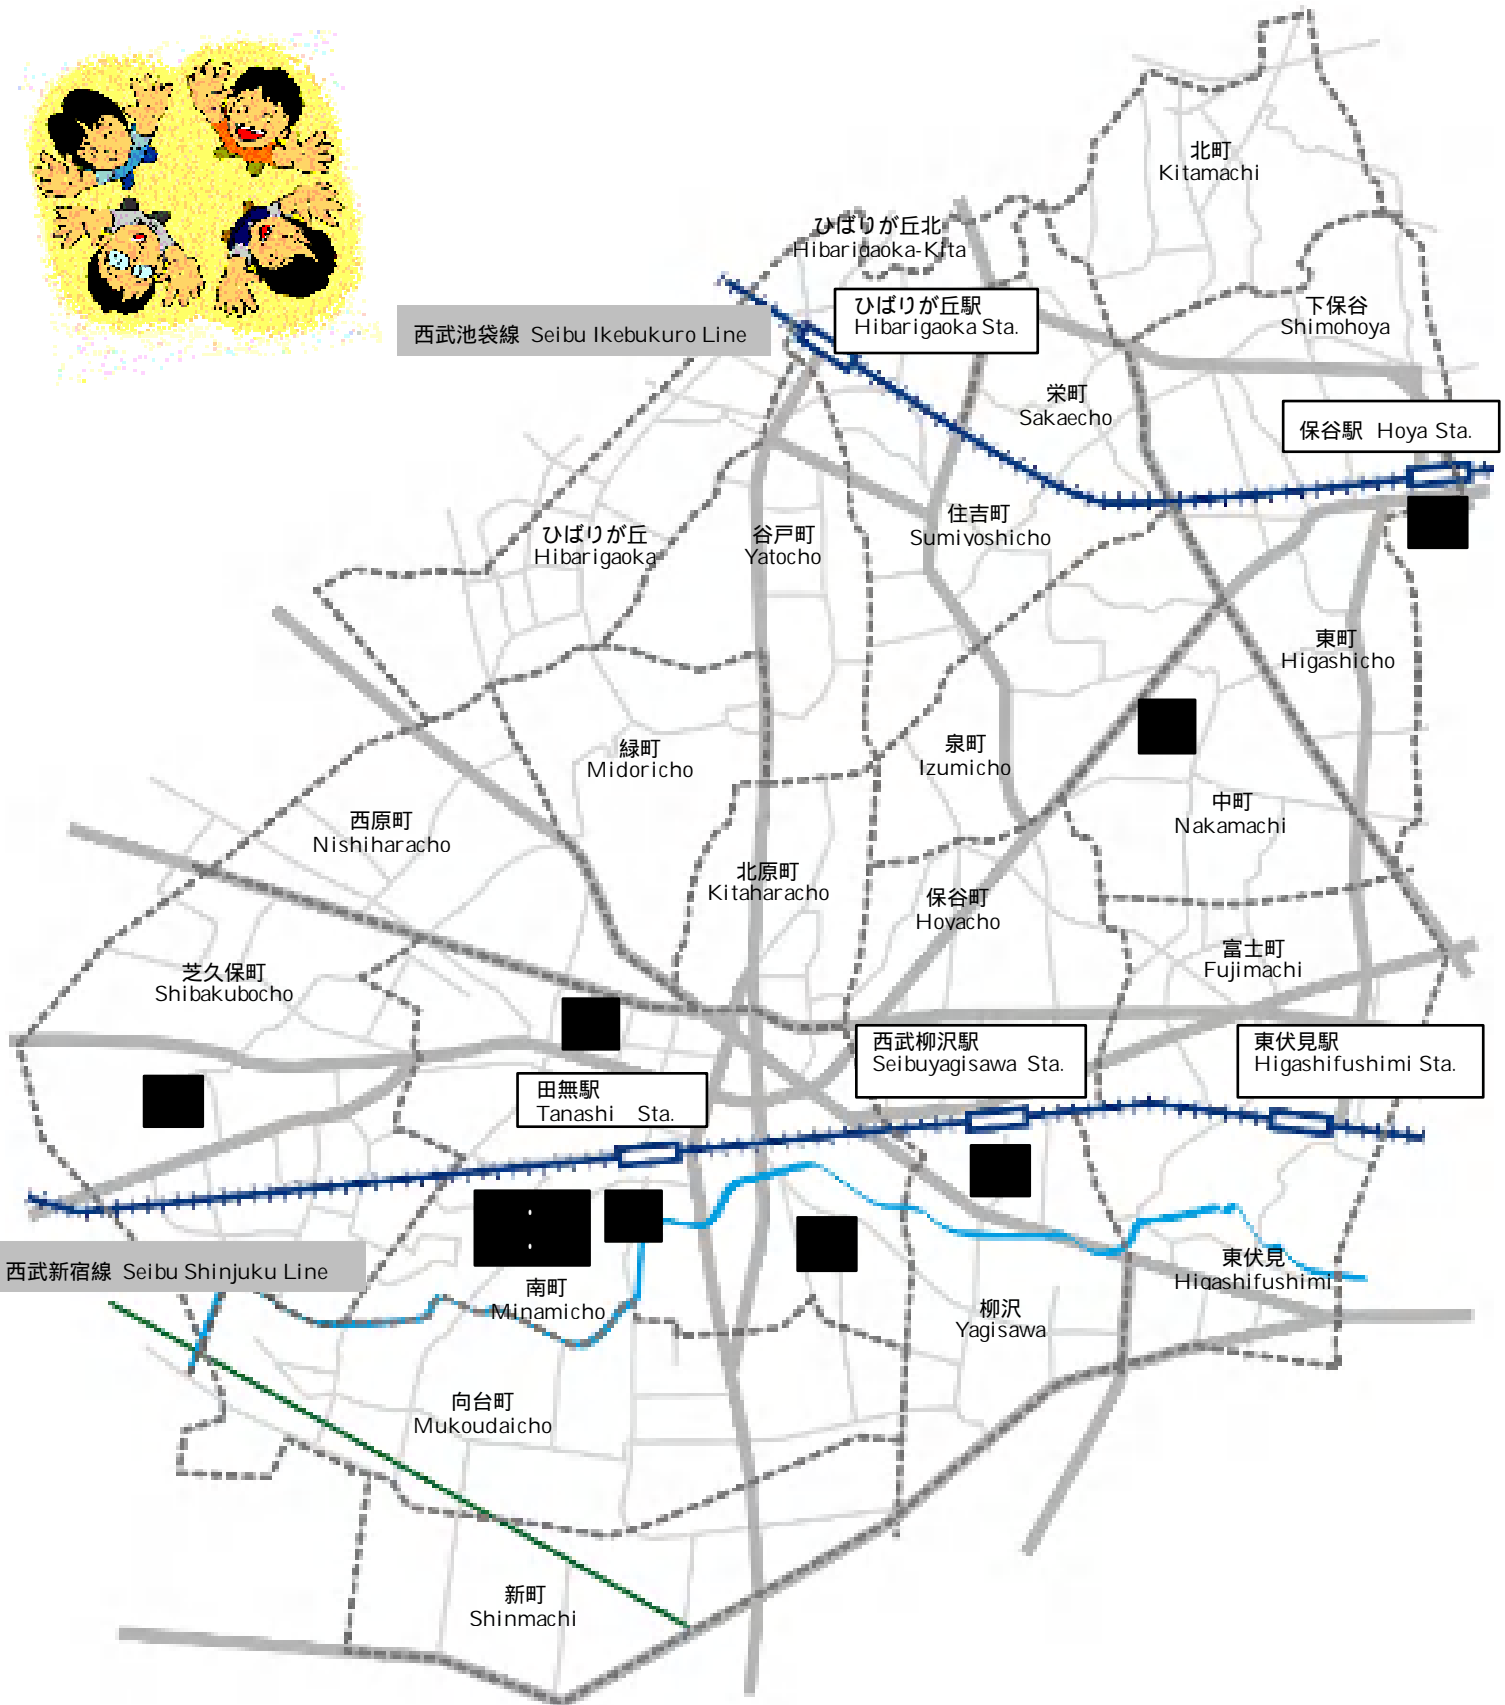 北町
Kitamachi
ひばりが丘北
Hibarigaoka-Kita
ひばりが丘駅
Hibarigaoka Sta.
下保谷
Shimohoya
西武池袋線 Seibu Ikebukuro Line
栄町
Sakaecho
保谷駅 Hoya Sta.
住吉町
Sumiyoshicho
ひばりが丘
Hibarigaoka
谷戸町
Yatocho
東町
Higashicho
緑町
Midoricho
泉町
Izumicho
中町
Nakamachi
西原町
Nishiharacho
北原町
Kitaharacho
保谷町
Hoyacho
富士町
Fujimachi
芝久保町
Shibakubocho
西武柳沢駅
Seibuyagisawa Sta.
東伏見駅
Higashifushimi Sta.
田無駅
Tanashi Sta.
西武新宿線 Seibu Shinjuku Line
東伏見
Higashifushimi
南町
Minamicho
柳沢
Yagisawa
向台町
Mukoudaicho
新町
Shinmachi